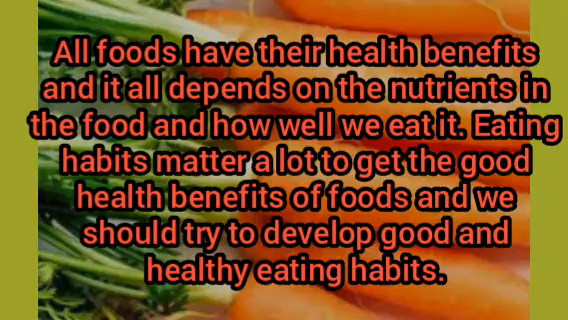 All foods have their health benefits
and it all depends on the nutrients in
the food and how well we eat it. Eating
habits matter a lot to get the good
health benefits of foods and we
should try to develop good and
healthy eating habits.